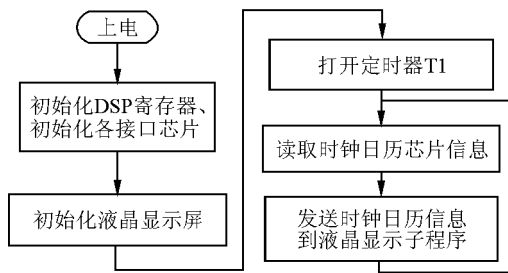 上电
初始化DSP寄存器、
初始化各接口芯片
初始化液晶显示屏
打开定时器T1
读取时钟日历芯片信息
发送时钟日历信息
到液晶显示子程序